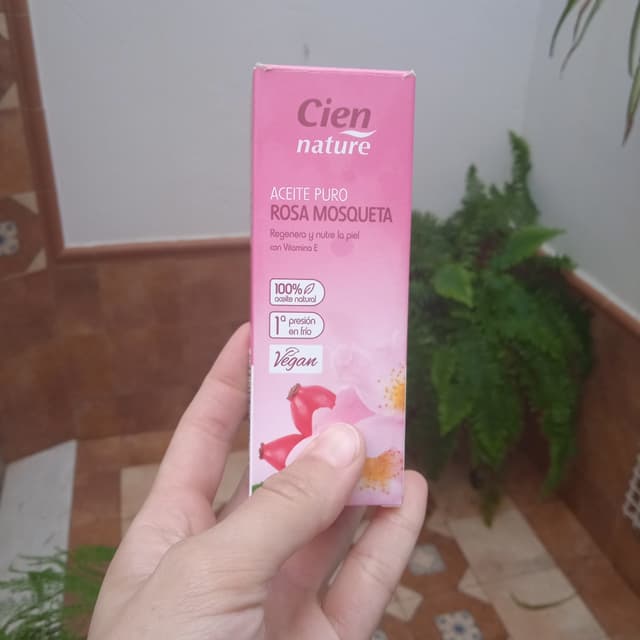 Cien
nature
ACEITE PURO
ROSA MOSQUETA
Regenera y nutre la piel
con Vitamina E
100%
aceite natural
1ª presión
en frío
Vegan